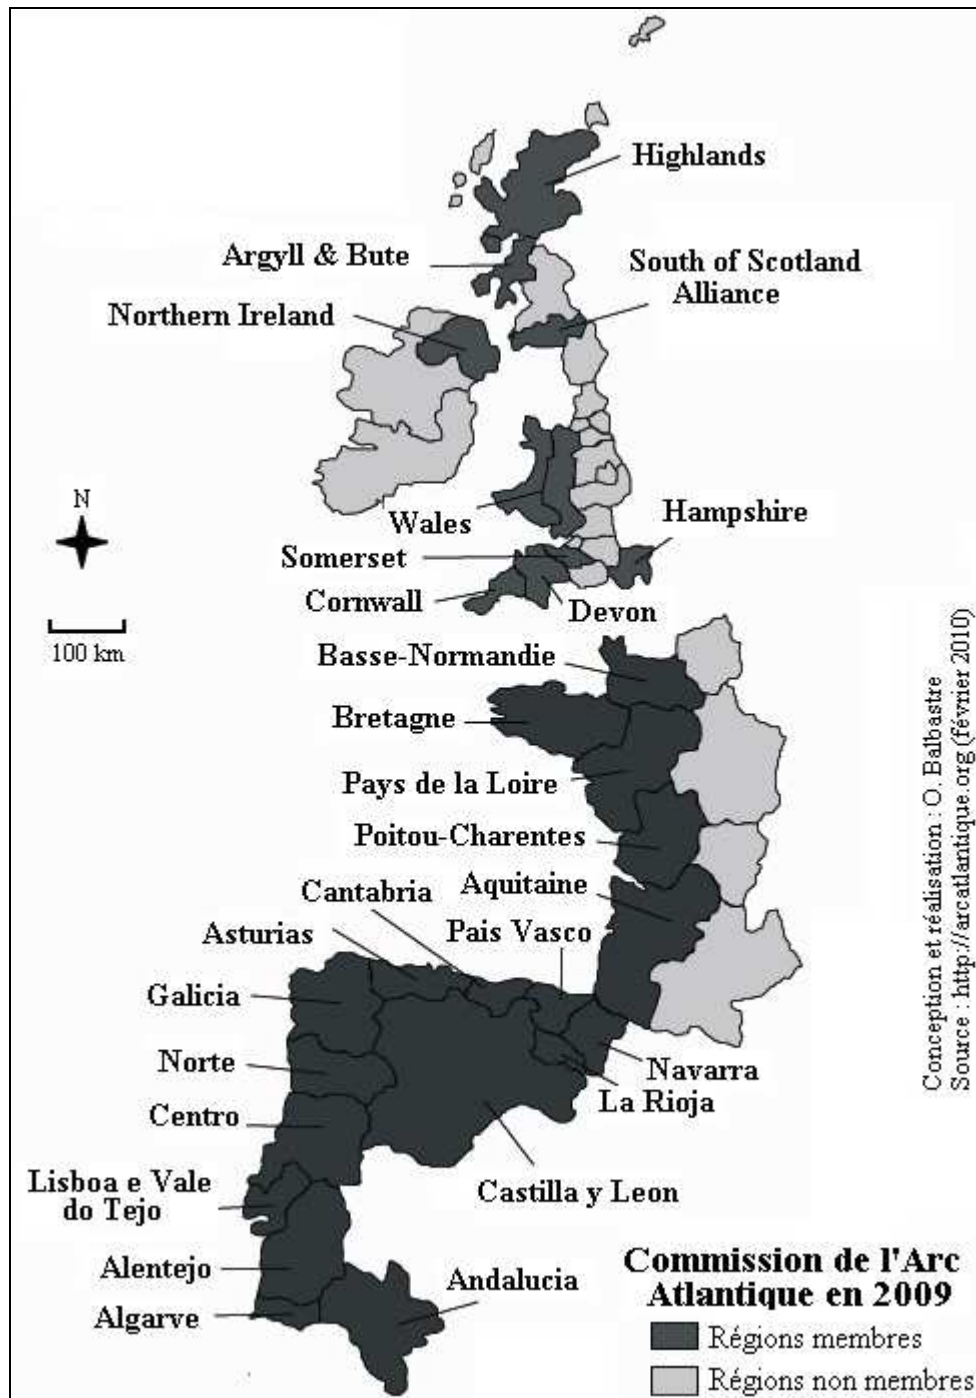 Highlands
Argyll & Bute
South of Scotland
Alliance
Northern Ireland
N
100 km
Wales
Hampshire
Somerset
Cornwall
Devon
Basse-Normandie
Bretagne
Pays de la Loire
Poitou-Charentes
Cantabria
Aquitaine
Asturias
Pais Vasco
Galicia
Norte
Navarra
La Rioja
Centro
Lisboa e Vale
do Tejo
Castilla y Leon
Alentejo
Andalucia
Algarve
Commission de l'Arc
Atlantique en 2009
Régions membres
Régions non membres
Conception et réalisation : O. Balbastre
Source : http://arcatlantique.org (février 2010)